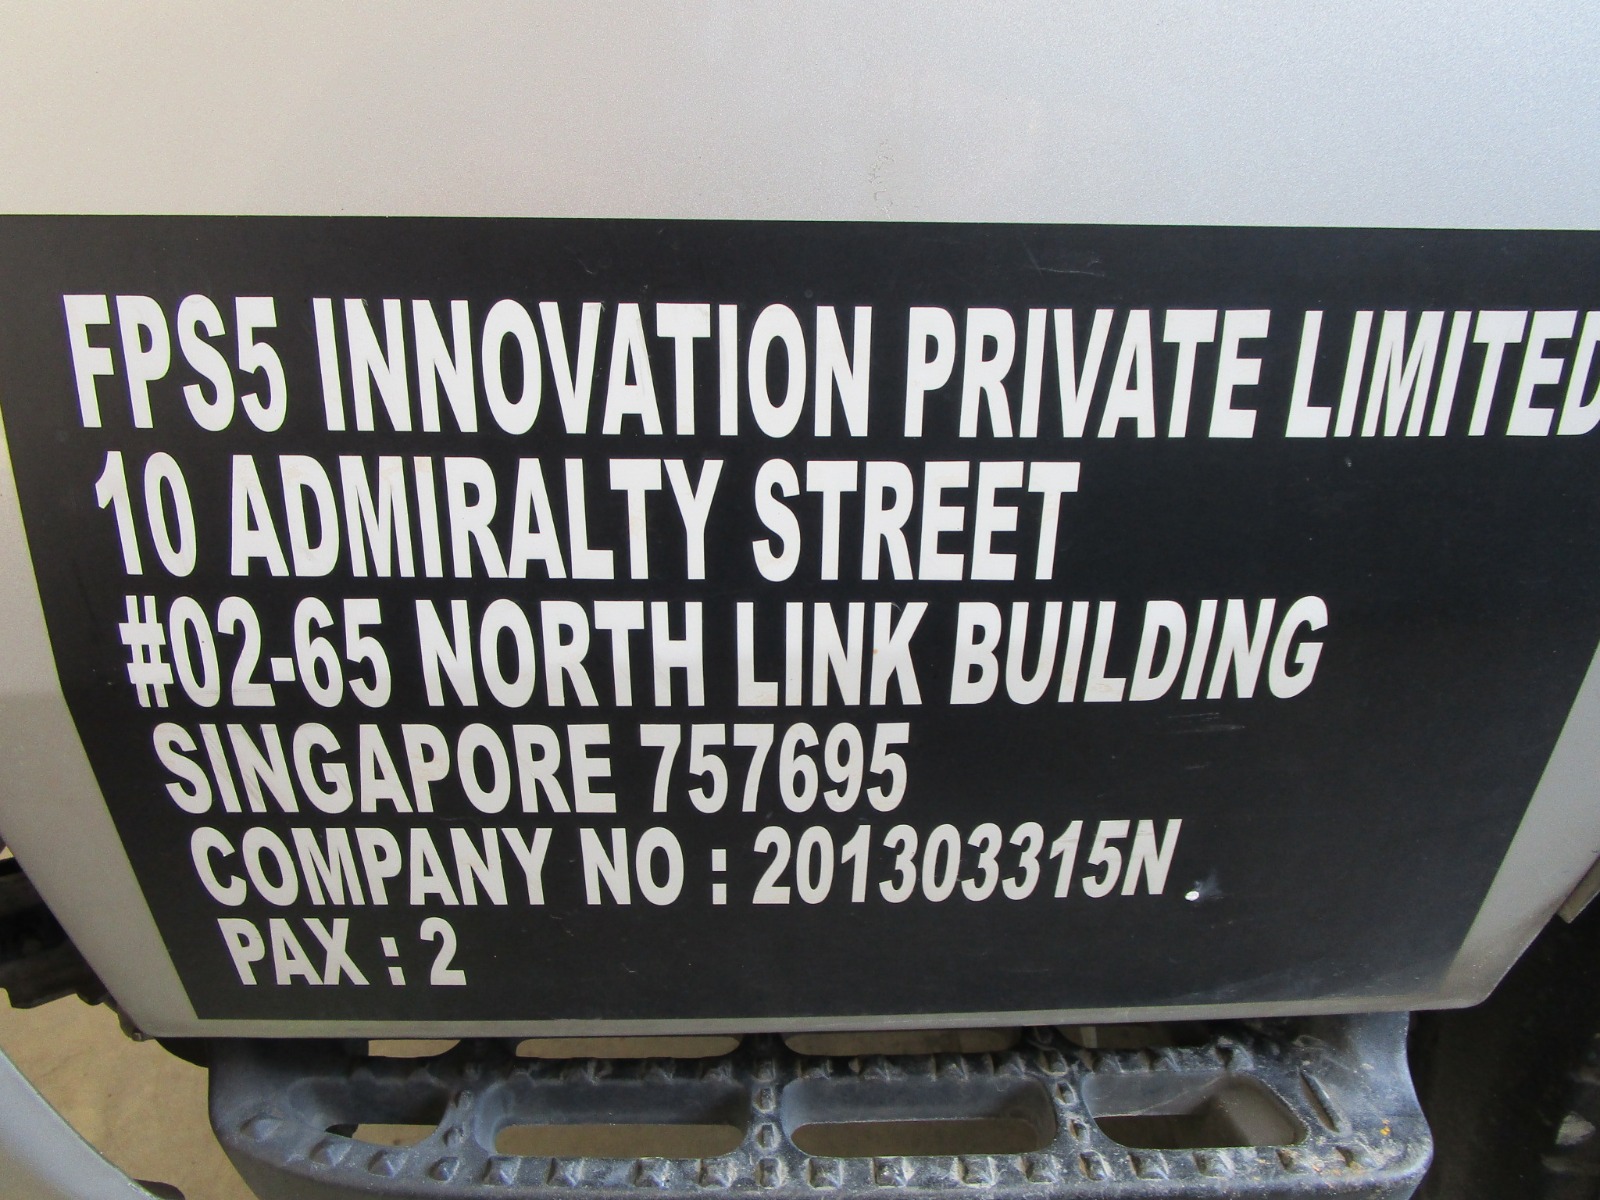 FPS5 INNOVATION PRIVATE LIMITED
10 ADMIRALTY STREET
#02-65 NORTH LINK BUILDING
SINGAPORE 757695
COMPANY NO : 201303315N
PAX : 2